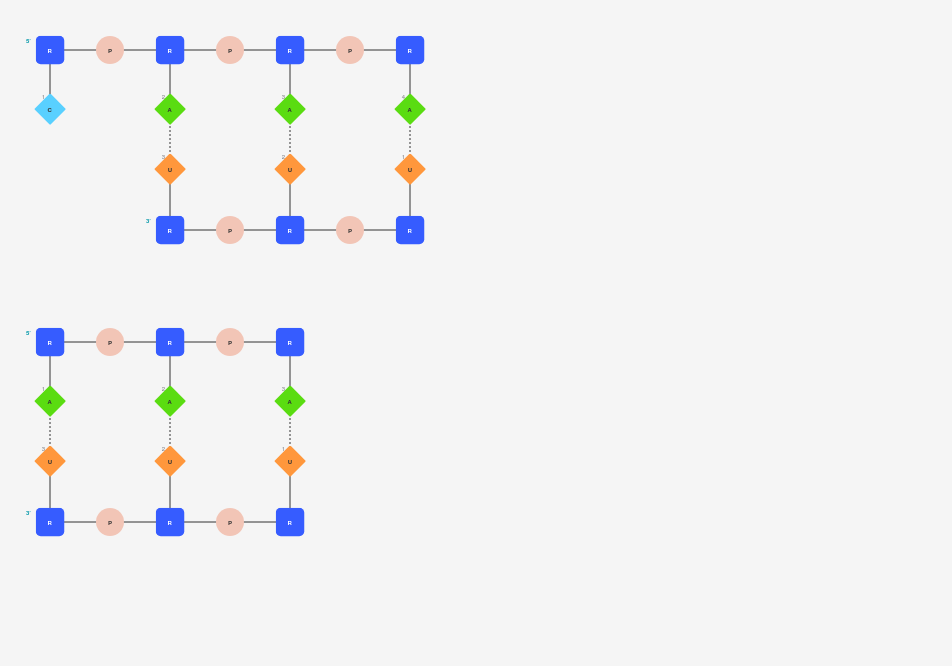 5'
R P R P R P R
1 2 3 4
C A A A
3 2 1
U U U
3'
R P R P R
5'
R P R P R
1 2 3
A A A
3 2 1
U U U
3'
R P R P R